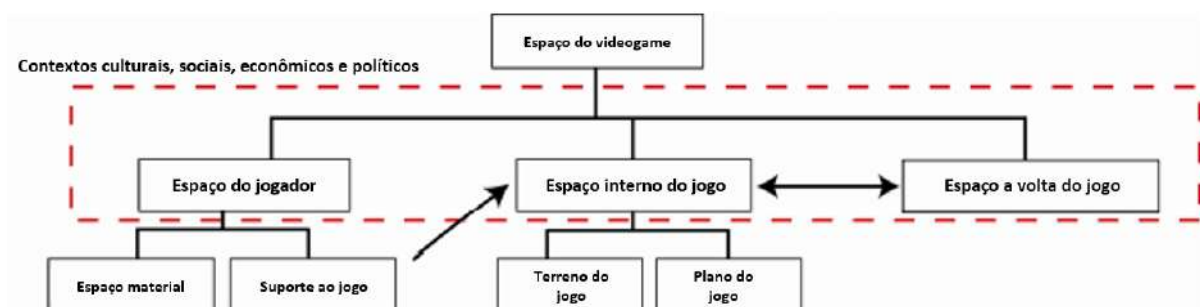 Espaço do videogame
Contextos culturais, sociais, econômicos e políticos
Espaço do jogador
Espaço interno do jogo
Espaço a volta do jogo
Espaço material
Suporte ao jogo
Terreno do
jogo
Plano do
jogo